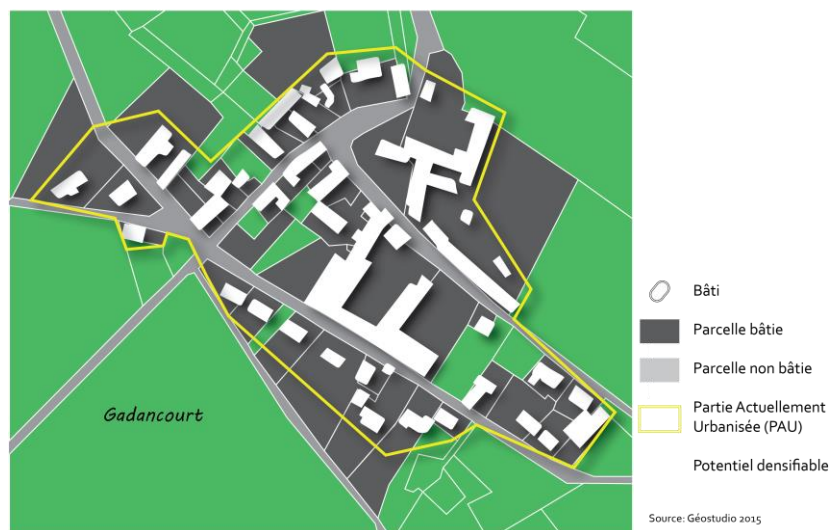 Gadancourt
Bâti
Parcelle bâtie
Parcelle non bâtie
Partie Actuellement
Urbanisée (PAU)
Potentiel densifiable
Source: Géostudio 2015